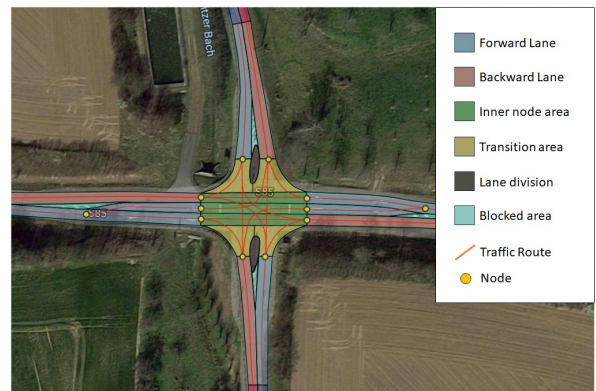 itzer Bach
S85
S85
Forward Lane
Backward Lane
Inner node area
Transition area
Lane division
Blocked area
Traffic Route
Node